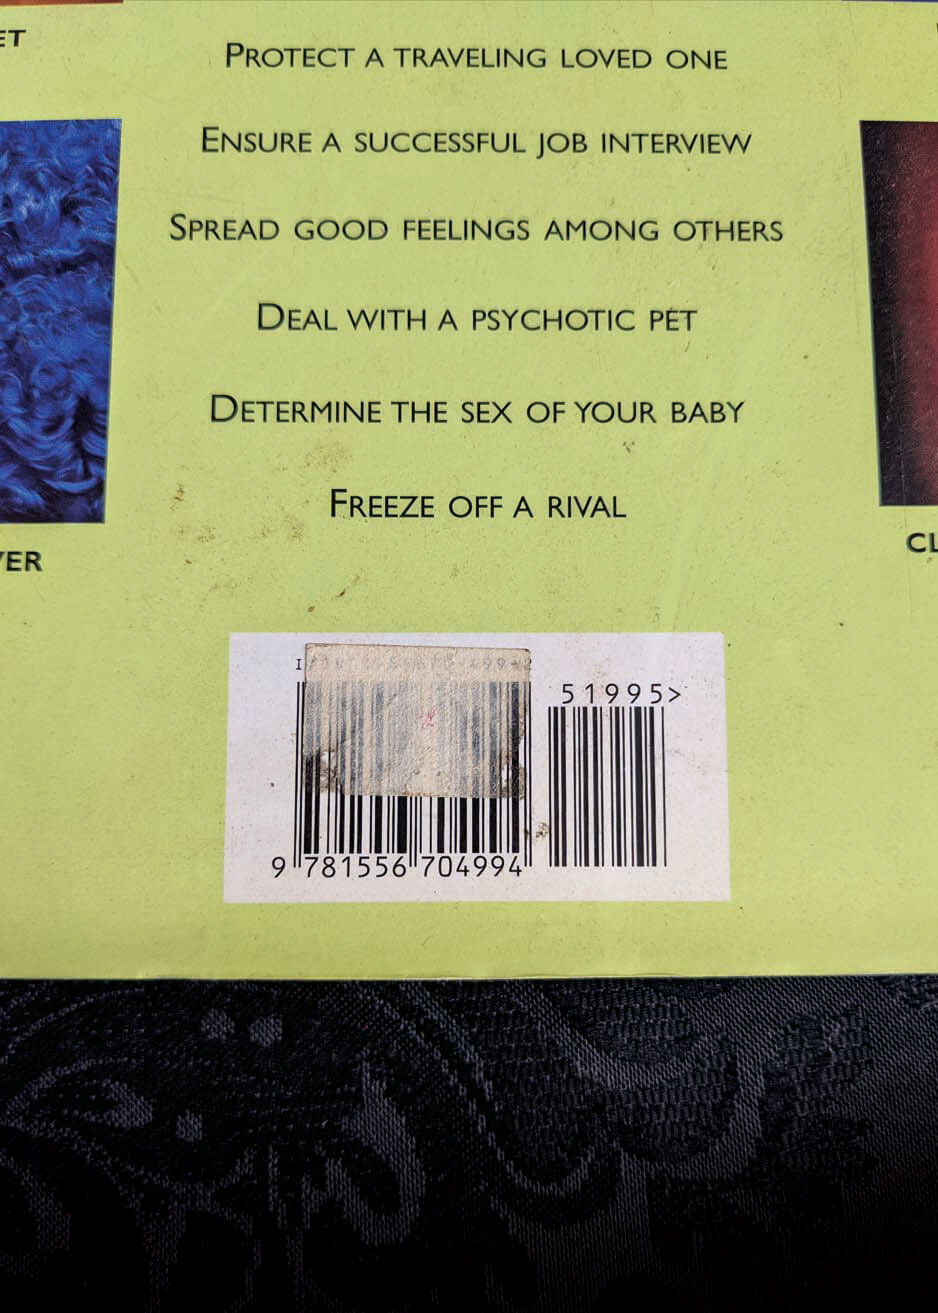 ET
PROTECT A TRAVELING LOVED ONE
ENSURE A SUCCESSFUL JOB INTERVIEW
SPREAD GOOD FEELINGS AMONG OTHERS
DEAL WITH A PSYCHOTIC PET
DETERMINE THE SEX OF YOUR BABY
FREEZE OFF A RIVAL
VER
CL
51995>
9 781556 704994